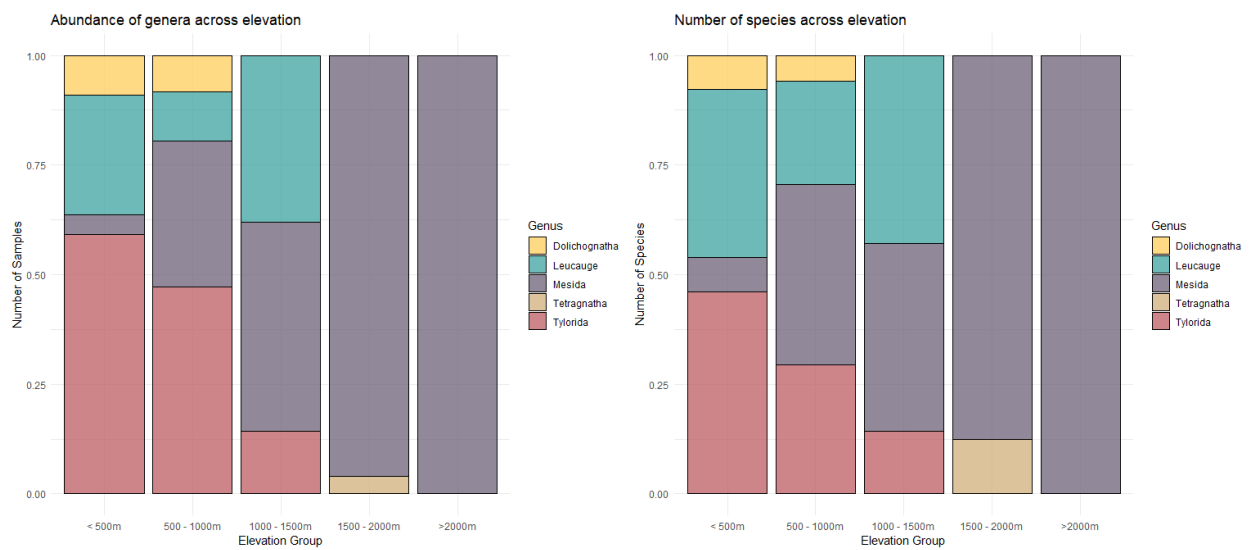 Abundance of genera across elevation
Number of Samples
1.00
0.75
0.50
0.25
0.00
< 500m
500 - 1000m
1000 - 1500m
1500 - 2000m
>2000m
Elevation Group
Genus
Dolichognatha
Leucauge
Mesida
Tetragnatha
Tylorida
Number of species across elevation
Number of Species
1.00
0.75
0.50
0.25
0.00
< 500m
500 - 1000m
1000 - 1500m
1500 - 2000m
>2000m
Elevation Group
Genus
Dolichognatha
Leucauge
Mesida
Tetragnatha
Tylorida